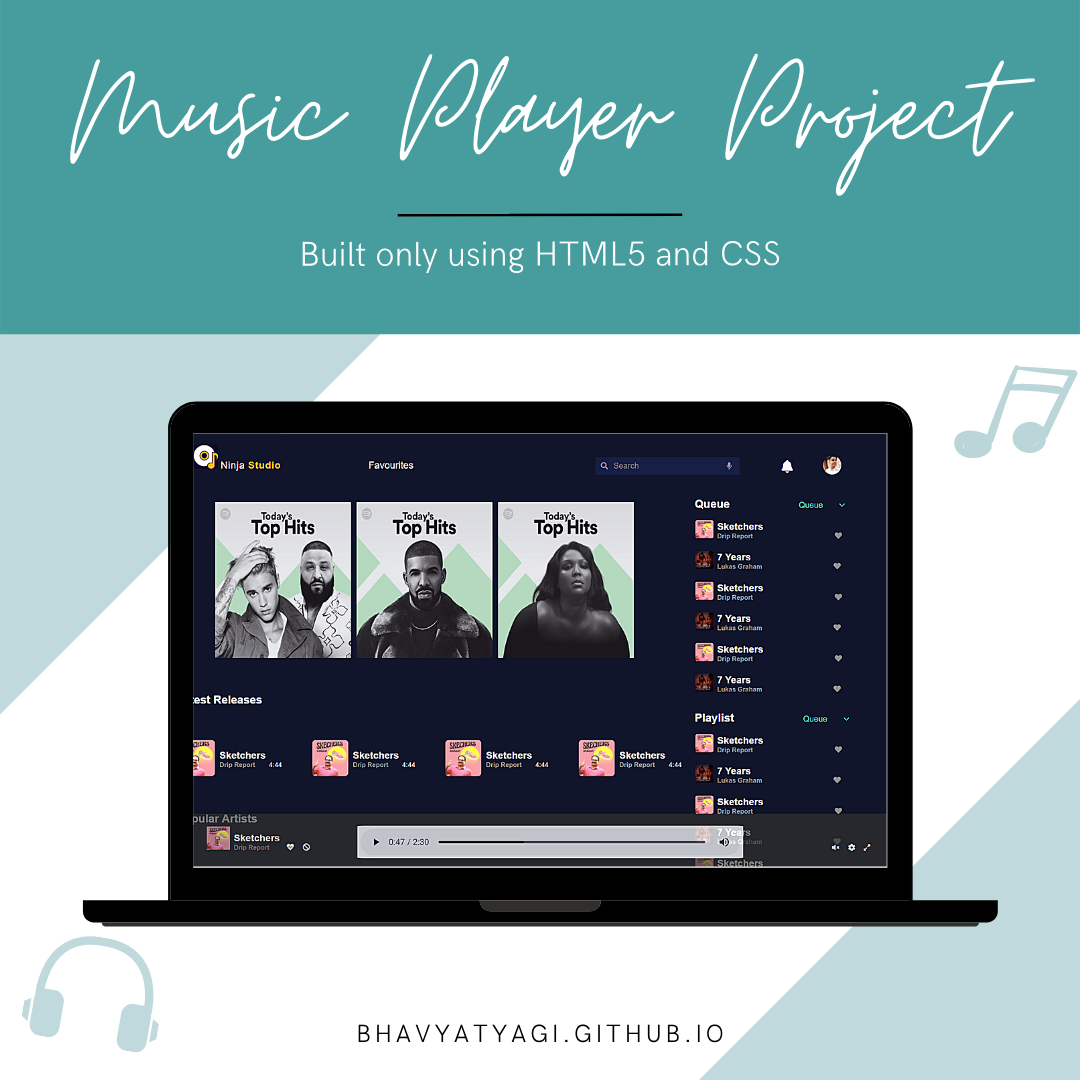 Music Player Project
Built only using HTML5 and CSS
Ninja Studio
Favourites
Search
Today's
Top Hits
Today's
Top Hits
Today's
Top Hits
Queue
Queue
Sketchers
Drip Report
7 Years
Lukas Graham
Sketchers
Drip Report
7 Years
Lukas Graham
Sketchers
Drip Report
7 Years
Lukas Graham
test Releases
Sketchers
Drip Report 4:44
Sketchers
Drip Report 4:44
Sketchers
Drip Report 4:44
Sketchers
Drip Report 4:44
Playlist
Queue
Sketchers
Drip Report
7 Years
Lukas Graham
Sketchers
Drip Report
7 Years
Sketchers
pular Artists
Sketchers
Drip Report
0:47 / 2:30
BHAVYATYAGI.GITHUB.IO